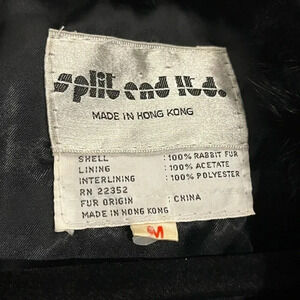 split end ltd.
MADE IN HONG KONG
SHELL : 100% RABBIT FUR
LINING : 100% ACETATE
INTERLINING : 100% POLYESTER
RN 22352
FUR ORIGIN : CHINA
MADE IN HONG KONG
M